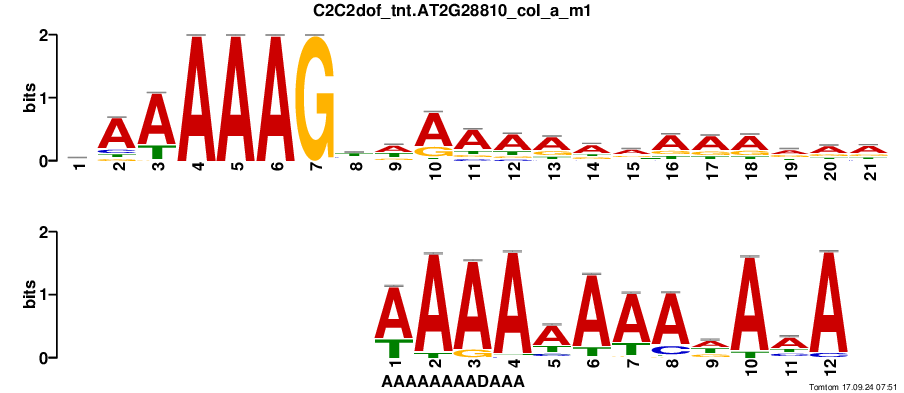 C2C2dof_tnt.AT2G28810_col_a_m1
2
1
0
bits
1 2 3 4 5 6 7 8 9 10 11 12 13 14 15 16 17 18 19 20 21
2
1
0
bits
1 2 3 4 5 6 7 8 9 10 11 12
AAAAAAAADAAA
Tomtom 17.09.24 07:51